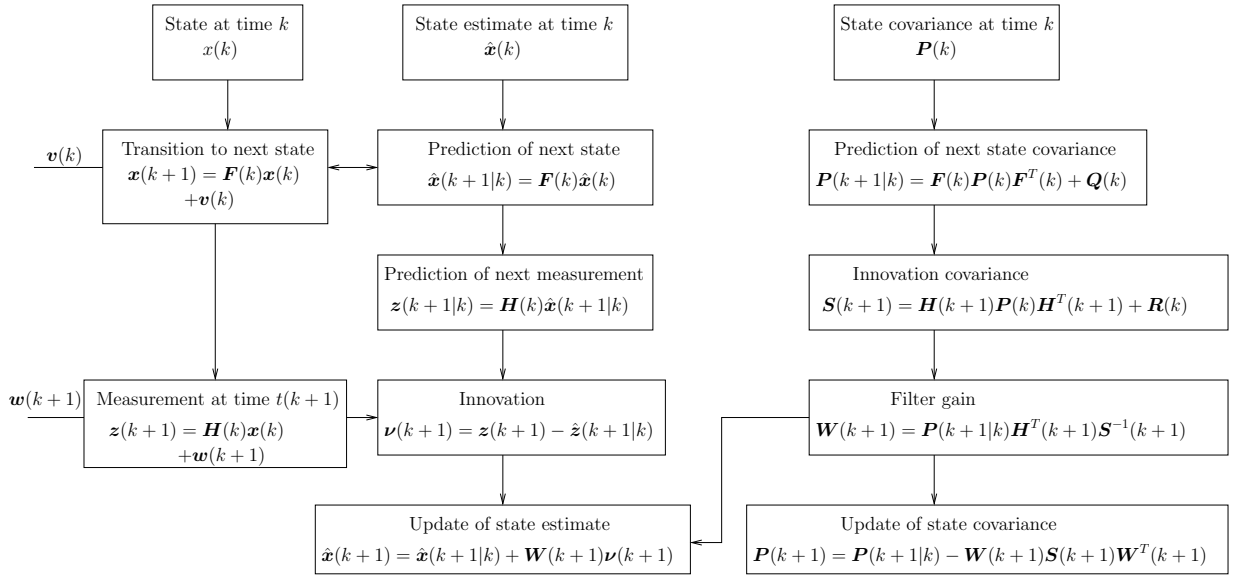 State at time k
x(k)
State estimate at time k
x̂(k)
State covariance at time k
P(k)
v(k)
Transition to next state
x(k+1) = F(k)x(k)
+v(k)
Prediction of next state
x̂(k+1|k) = F(k)x̂(k)
Prediction of next state covariance
P(k+1|k) = F(k)P(k)F^T(k) + Q(k)
Prediction of next measurement
z(k+1|k) = H(k)x̂(k+1|k)
Innovation covariance
S(k+1) = H(k+1)P(k)H^T(k+1) + R(k)
w(k+1)
Measurement at time t(k+1)
z(k+1) = H(k)x(k)
+w(k+1)
Innovation
ν(k+1) = z(k+1) − ẑ(k+1|k)
Filter gain
W(k+1) = P(k+1|k)H^T(k+1)S^−1(k+1)
Update of state estimate
x̂(k+1) = x̂(k+1|k) + W(k+1)ν(k+1)
Update of state covariance
P(k+1) = P(k+1|k) − W(k+1)S(k+1)W^T(k+1)